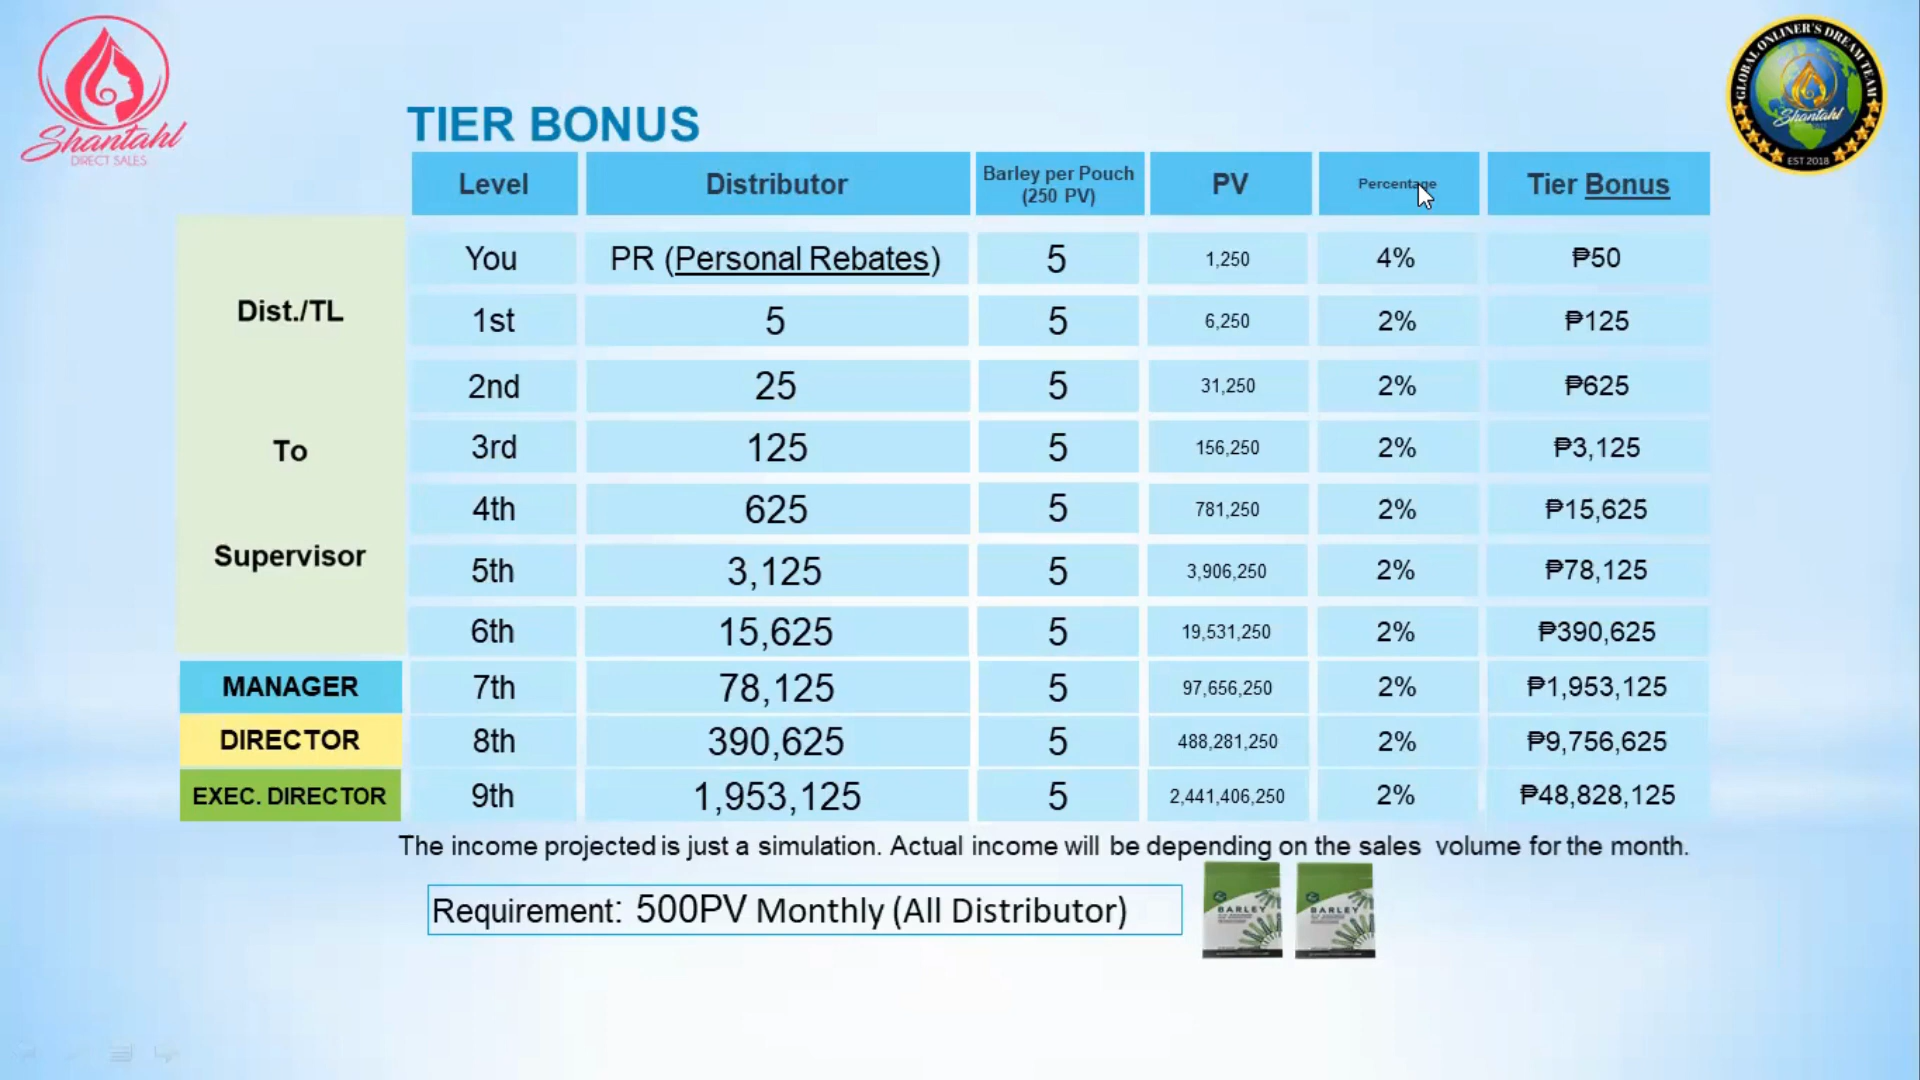 Shantahl
DIRECT SALES
GLOBAL ONLINER'S DREAM TEAM
Shantahl
EST 2018
TIER BONUS
Level Distributor Barley per Pouch (250 PV) PV Percentage Tier Bonus
You PR (Personal Rebates) 5 1,250 4% ₱50
Dist./TL
1st 5 5 6,250 2% ₱125
2nd 25 5 31,250 2% ₱625
To
3rd 125 5 156,250 2% ₱3,125
4th 625 5 781,250 2% ₱15,625
Supervisor
5th 3,125 5 3,906,250 2% ₱78,125
6th 15,625 5 19,531,250 2% ₱390,625
MANAGER 7th 78,125 5 97,656,250 2% ₱1,953,125
DIRECTOR 8th 390,625 5 488,281,250 2% ₱9,756,625
EXEC. DIRECTOR 9th 1,953,125 5 2,441,406,250 2% ₱48,828,125
The income projected is just a simulation. Actual income will be depending on the sales volume for the month.
Requirement: 500PV Monthly (All Distributor)
BARLEY
BARLEY